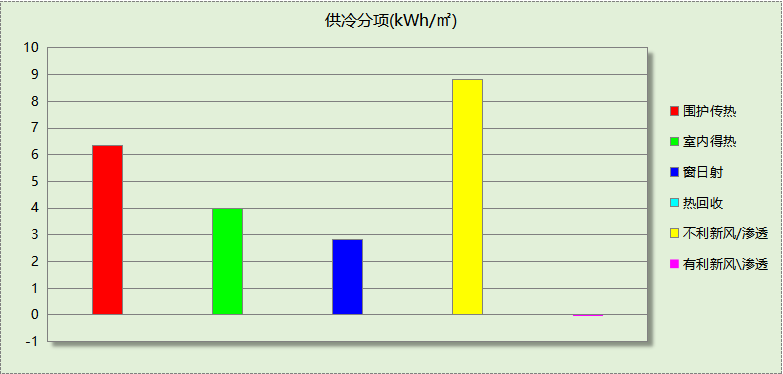 供冷分项(kWh/㎡)
10
9
8
7
6
5
4
3
2
1
0
-1
围护传热
室内得热
窗日射
热回收
不利新风/渗透
有利新风\渗透